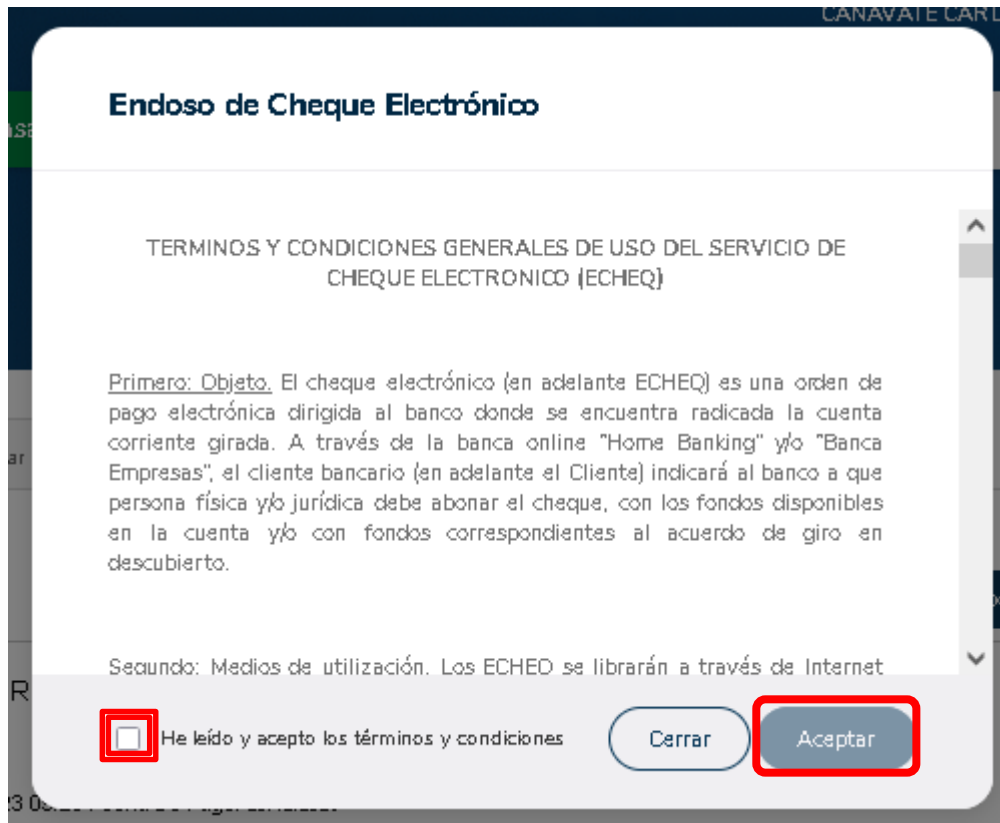 CANAVATE CARL
Endoso de Cheque Electrónico
TERMINOS Y CONDICIONES GENERALES DE USO DEL SERVICIO DE
CHEQUE ELECTRONICO (ECHEQ)
Primero: Objeto. El cheque electrónico (en adelante ECHEQ) es una orden de
pago electrónica dirigida al banco donde se encuentra radicada la cuenta
corriente girada. A través de la banca online "Home Banking" y/o "Banca
ar
Empresas", el cliente bancario (en adelante el Cliente) indicará al banco a que
persona física y/o jurídica debe abonar el cheque, con los fondos disponibles
en la cuenta y/o con fondos correspondientes al acuerdo de giro en
descubierto.
Segundo: Medios de utilización. Los ECHEQ se librarán a través de Internet
R
He leído y acepto los términos y condiciones
Cerrar
Aceptar